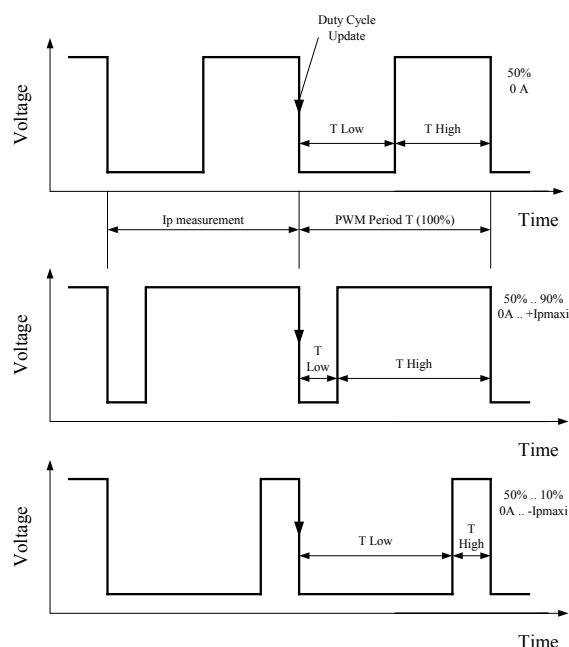 Duty Cycle
Update
50%
0 A
Voltage
T Low
T High
Time
Ip measurement
PWM Period T (100%)
50% .. 90%
0A .. +Ipmaxi
Voltage
T
Low
T High
Time
50% .. 10%
0A .. -Ipmaxi
Voltage
T Low
T
High
Time